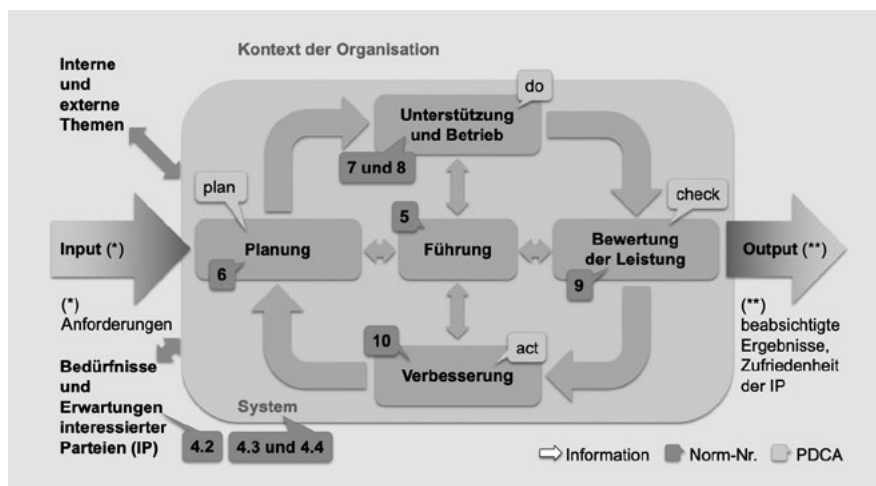 Kontext der Organisation
Interne
und
externe
Themen
do
Unterstützung
und Betrieb
7 und 8
plan
check
5
Input (*)
Planung
Führung
Bewertung
der Leistung
Output (**)
6
9
(*)
Anforderungen
(**)
beabsichtigte
Ergebnisse,
Zufriedenheit
der IP
10
act
Verbesserung
Bedürfnisse
und
Erwartungen
interessierter
Parteien (IP)
System
4.2
4.3 und 4.4
Information
Norm-Nr.
PDCA